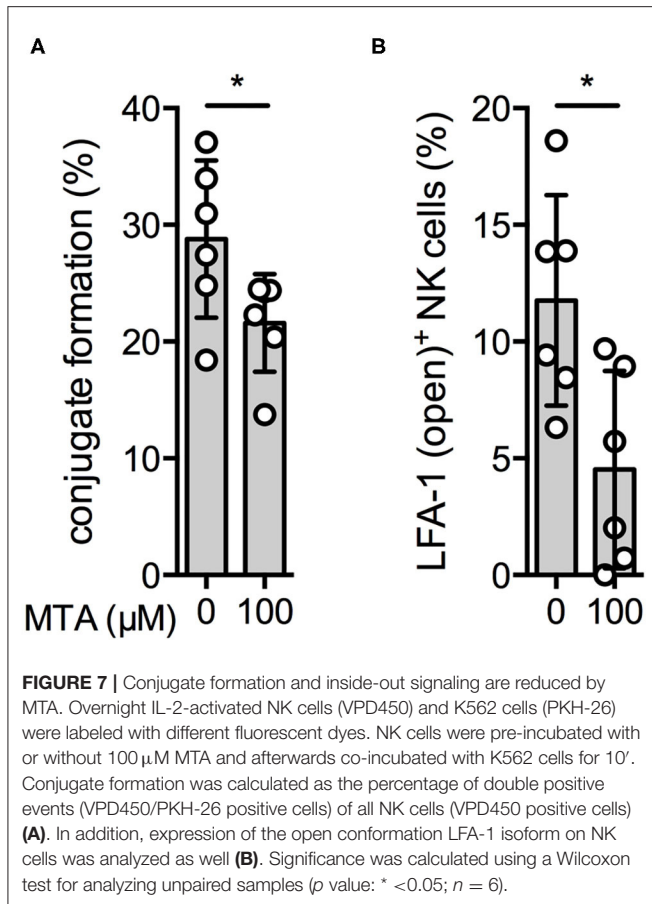 A
B
*
*
40
30
20
10
0
conjugate formation (%)
20
15
10
5
0
LFA-1 (open)⁺ NK cells (%)
MTA (µM) 0 100
0 100
FIGURE 7 | Conjugate formation and inside-out signaling are reduced by
MTA. Overnight IL-2-activated NK cells (VPD450) and K562 cells (PKH-26)
were labeled with different fluorescent dyes. NK cells were pre-incubated with
or without 100 µM MTA and afterwards co-incubated with K562 cells for 10′.
Conjugate formation was calculated as the percentage of double positive
events (VPD450/PKH-26 positive cells) of all NK cells (VPD450 positive cells)
(A). In addition, expression of the open conformation LFA-1 isoform on NK
cells was analyzed as well (B). Significance was calculated using a Wilcoxon
test for analyzing unpaired samples (p value: * <0.05; n = 6).